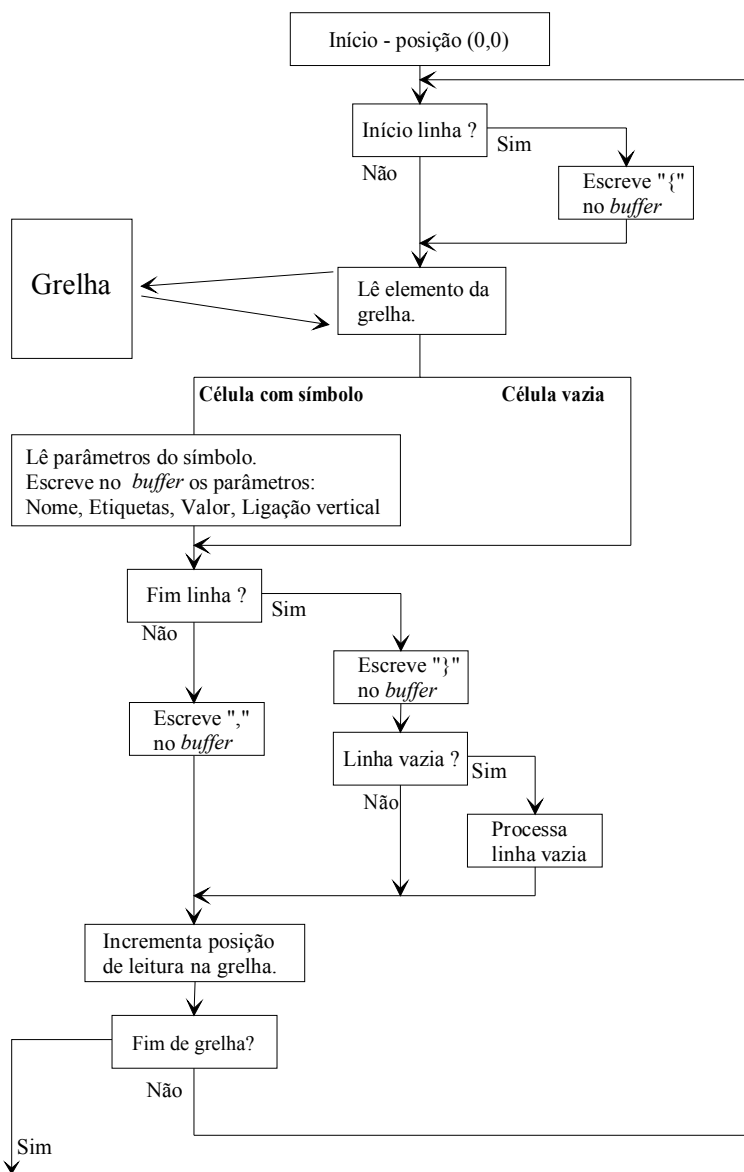 Início - posição (0,0)
Início linha ?
Sim
Não
Escreve "{"
no buffer
Grelha
Lê elemento da
grelha.
Célula com símbolo
Célula vazia
Lê parâmetros do símbolo.
Escreve no buffer os parâmetros:
Nome, Etiquetas, Valor, Ligação vertical
Fim linha ?
Sim
Não
Escreve "}"
no buffer
Escreve ","
no buffer
Linha vazia ?
Sim
Não
Processa
linha vazia
Incrementa posição
de leitura na grelha.
Fim de grelha?
Não
Sim